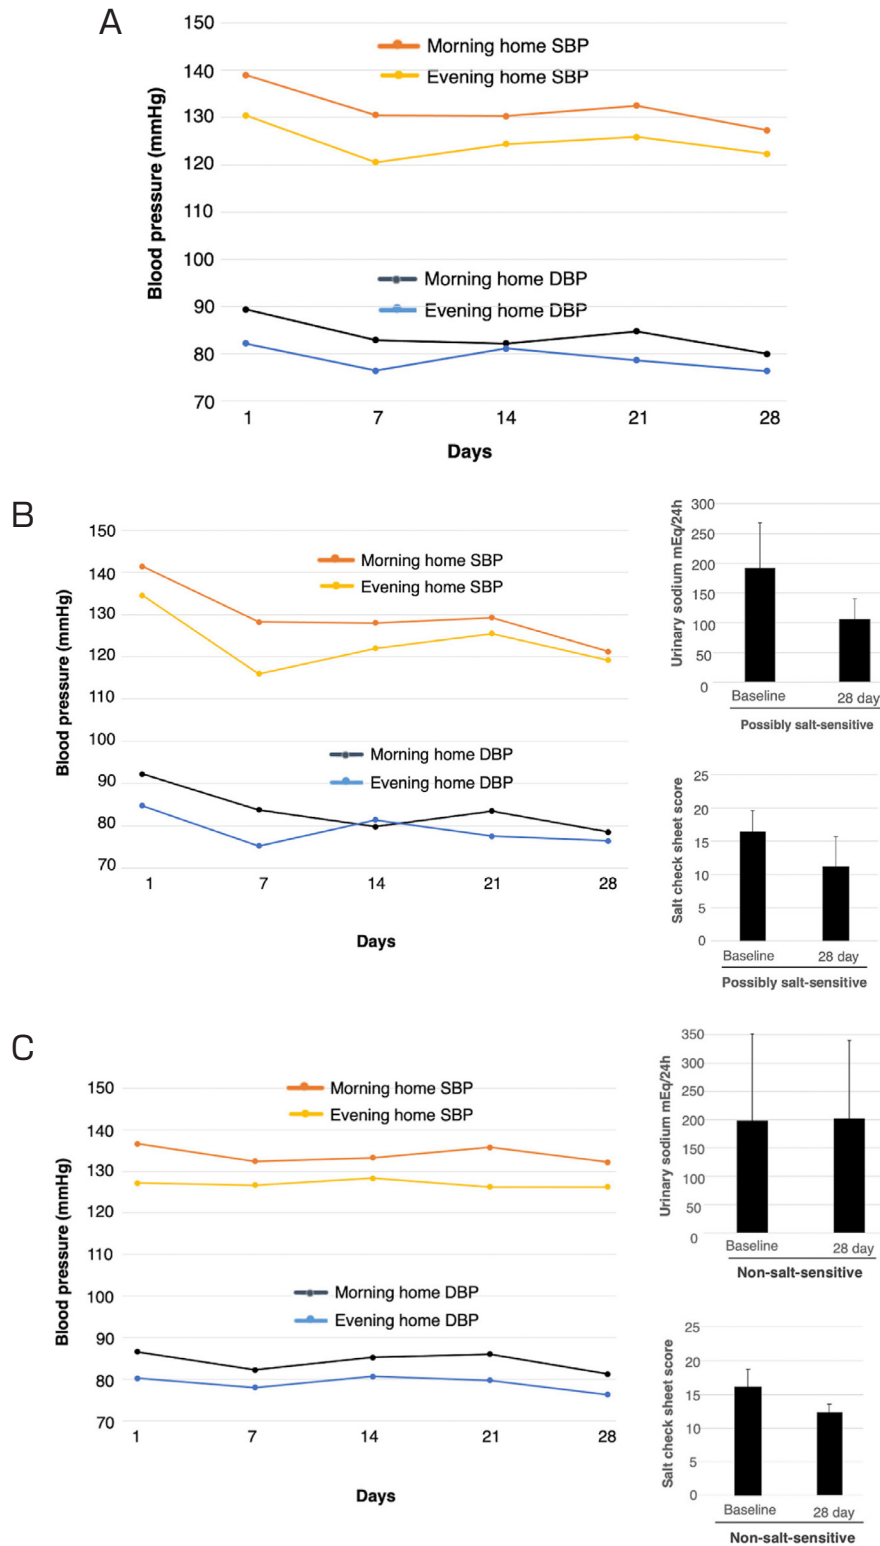 A
150
140
130
120
110
100
90
80
70
Blood pressure (mmHg)
Morning home SBP
Evening home SBP
Morning home DBP
Evening home DBP
1 7 14 21 28
Days
B
150
140
130
120
110
100
90
80
70
Blood pressure (mmHg)
Morning home SBP
Evening home SBP
Morning home DBP
Evening home DBP
1 7 14 21 28
Days
300
250
200
150
100
50
0
Urinary sodium mEq/24h
Baseline 28 day
Possibly salt-sensitive
25
20
15
10
5
0
Salt check sheet score
Baseline 28 day
Possibly salt-sensitive
C
150
140
130
120
110
100
90
80
70
Blood pressure (mmHg)
Morning home SBP
Evening home SBP
Morning home DBP
Evening home DBP
1 7 14 21 28
Days
350
300
250
200
150
100
50
0
Urinary sodium mEq/24h
Baseline 28 day
Non-salt-sensitive
25
20
15
10
5
0
Salt check sheet score
Baseline 28 day
Non-salt-sensitive